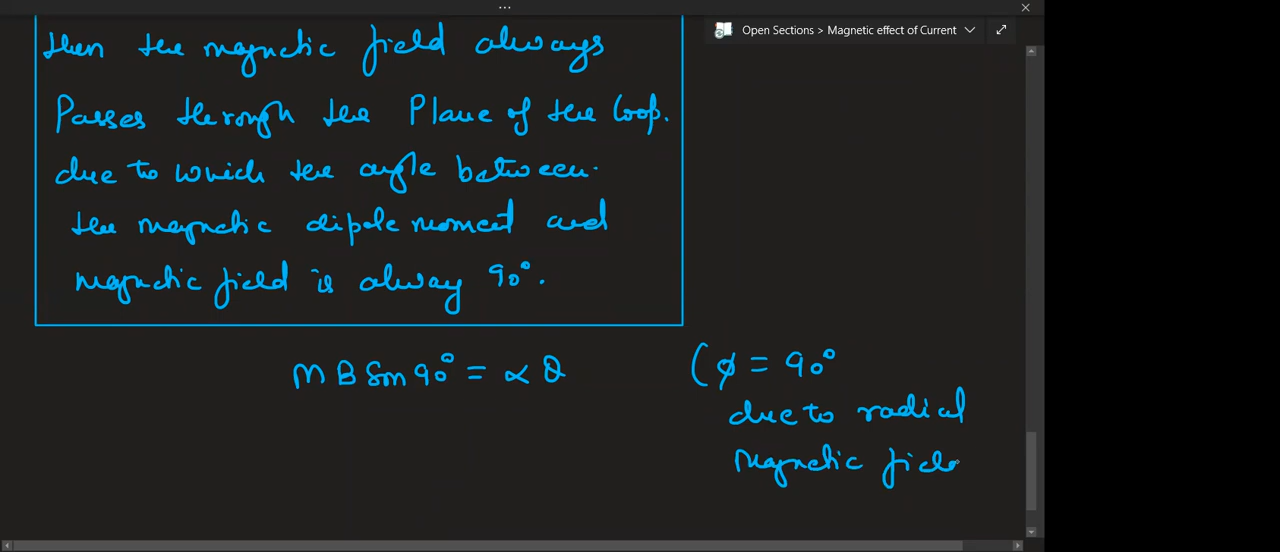 Open Sections > Magnetic effect of Current
then the magnetic field always
Passes through the Plane of the loop.
due to which the angle between
the magnetic dipole moment and
magnetic field is alway 90°.
M B Sin 90° = α θ
(ϕ = 90°
due to radial
magnetic field